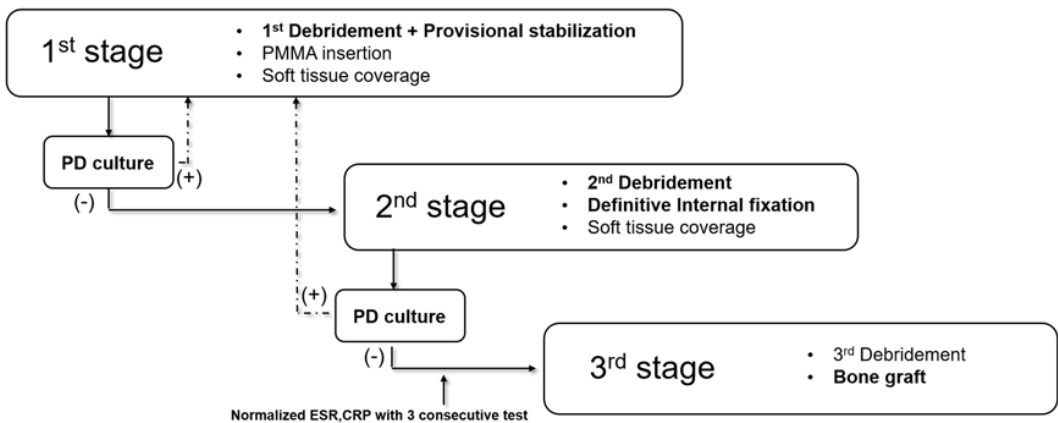 1st stage
• 1st Debridement + Provisional stabilization
• PMMA insertion
• Soft tissue coverage
PD culture
(+)
(-)
2nd stage
• 2nd Debridement
• Definitive Internal fixation
• Soft tissue coverage
(+)
PD culture
(-)
3rd stage
• 3rd Debridement
• Bone graft
Normalized ESR,CRP with 3 consecutive test